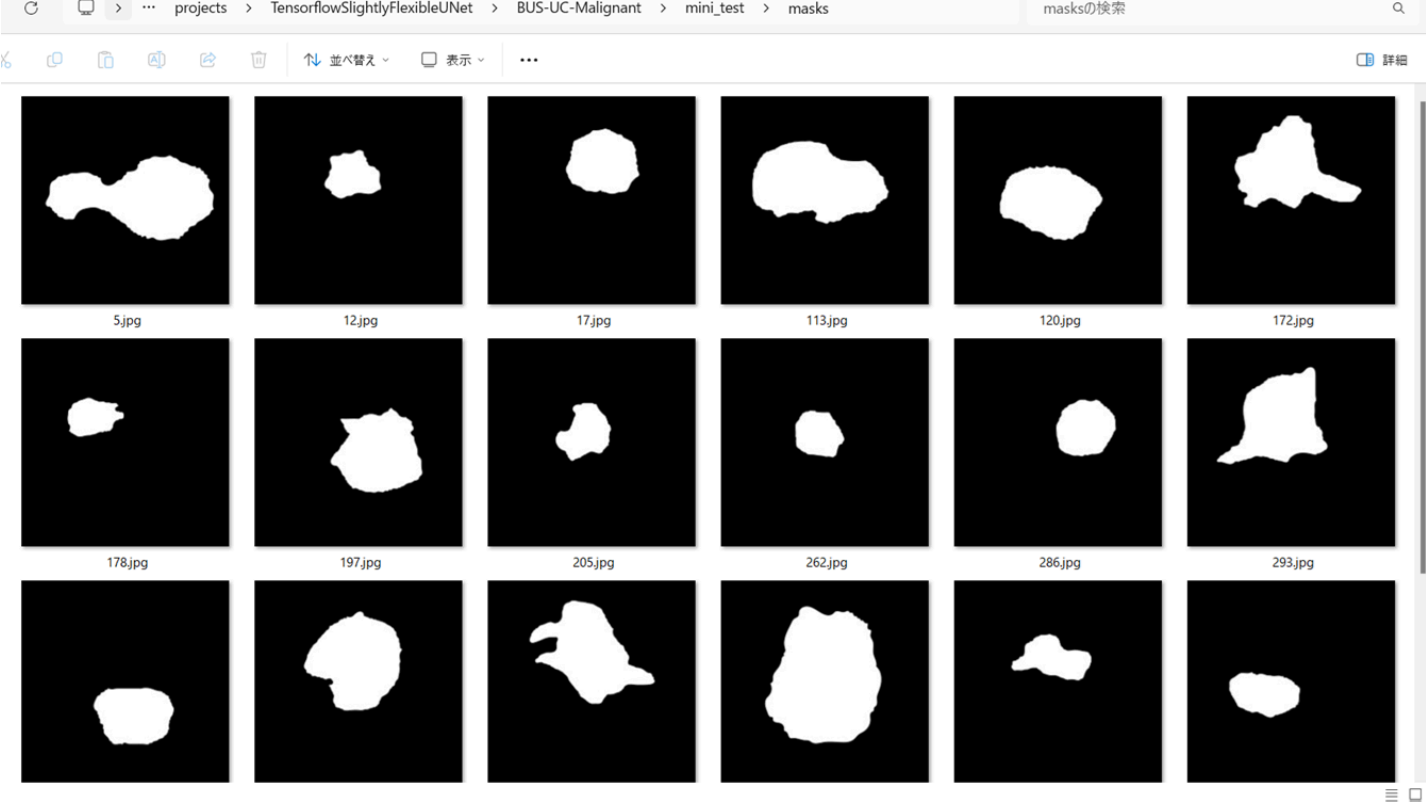 projects > TensorflowSlightlyFlexibleUNet > BUS-UC-Malignant > mini_test > masks masksの検索
並べ替え 表示 詳細
5.jpg 12.jpg 17.jpg 113.jpg 120.jpg 172.jpg
178.jpg 197.jpg 205.jpg 262.jpg 286.jpg 293.jpg